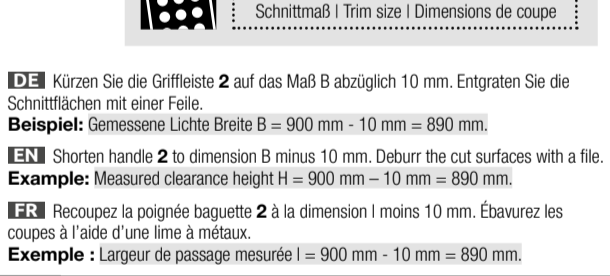 Schnittmaß | Trim size | Dimensions de coupe
DE Kürzen Sie die Griffleiste 2 auf das Maß B abzüglich 10 mm. Entgraten Sie die
Schnittflächen mit einer Feile.
Beispiel: Gemessene Lichte Breite B = 900 mm - 10 mm = 890 mm.
EN Shorten handle 2 to dimension B minus 10 mm. Deburr the cut surfaces with a file.
Example: Measured clearance height H = 900 mm – 10 mm = 890 mm.
FR Recoupez la poignée baguette 2 à la dimension l moins 10 mm. Ébavurez les
coupes à l'aide d'une lime à métaux.
Exemple : Largeur de passage mesurée l = 900 mm - 10 mm = 890 mm.